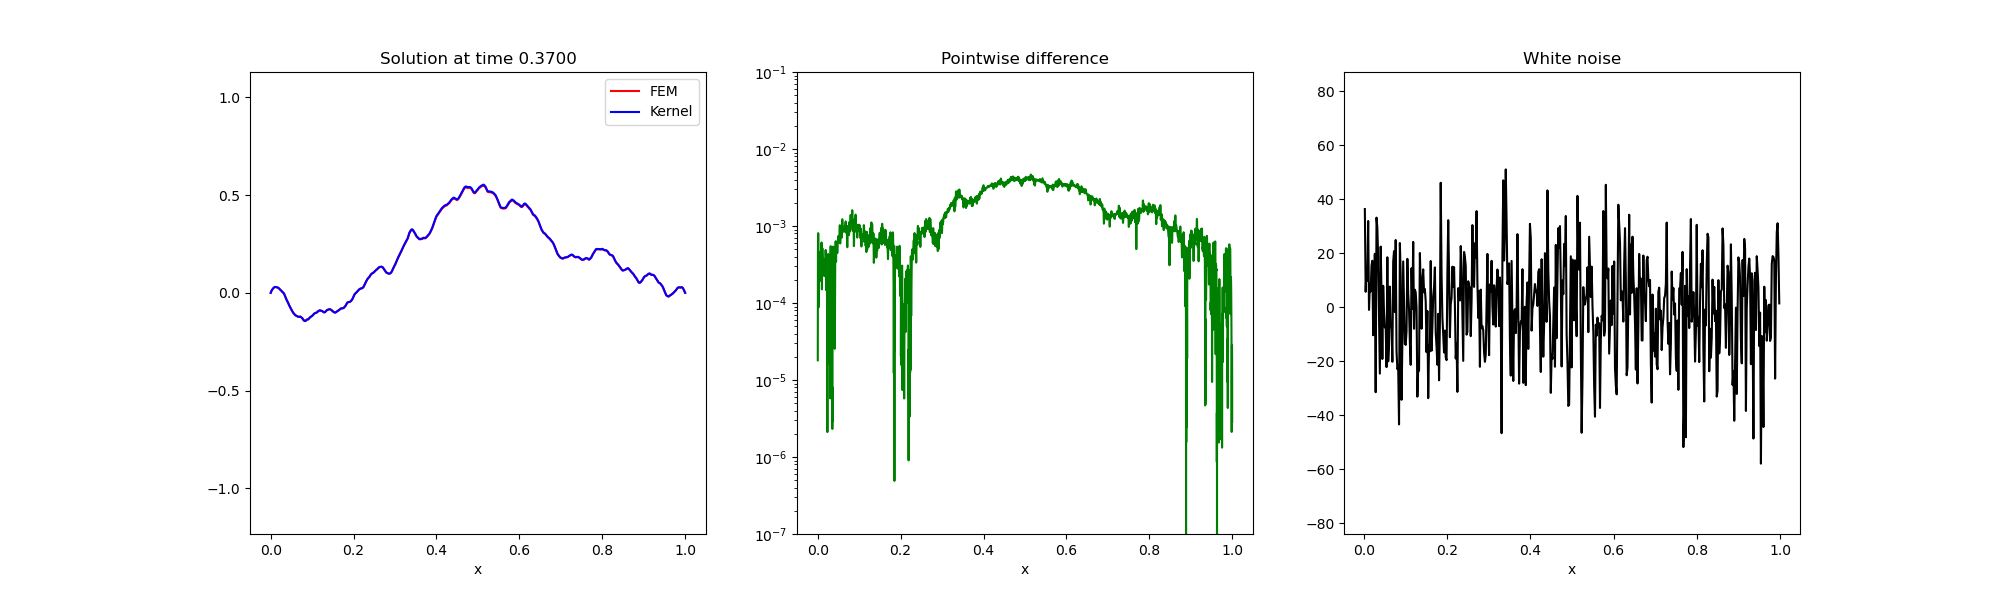 Solution at time 0.3700
1.0
0.5
0.0
−0.5
−1.0
0.0 0.2 0.4 0.6 0.8 1.0
x
FEM
Kernel
Pointwise difference
10⁻¹
10⁻²
10⁻³
10⁻⁴
10⁻⁵
10⁻⁶
10⁻⁷
0.0 0.2 0.4 0.6 0.8 1.0
x
White noise
80
60
40
20
0
−20
−40
−60
−80
0.0 0.2 0.4 0.6 0.8 1.0
x